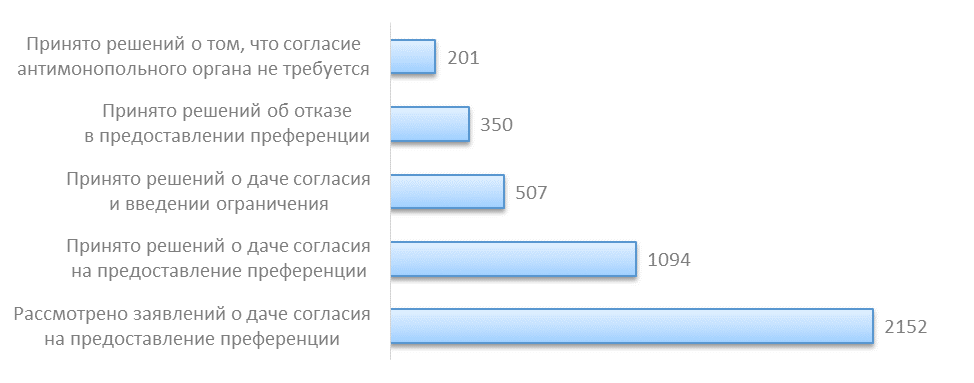 Принято решений о том, что согласие
антимонопольного органа не требуется
201
Принято решений об отказе
в предоставлении преференции
350
Принято решений о даче согласия
и введении ограничения
507
Принято решений о даче согласия
на предоставление преференции
1094
Рассмотрено заявлений о даче согласия
на предоставление преференции
2152